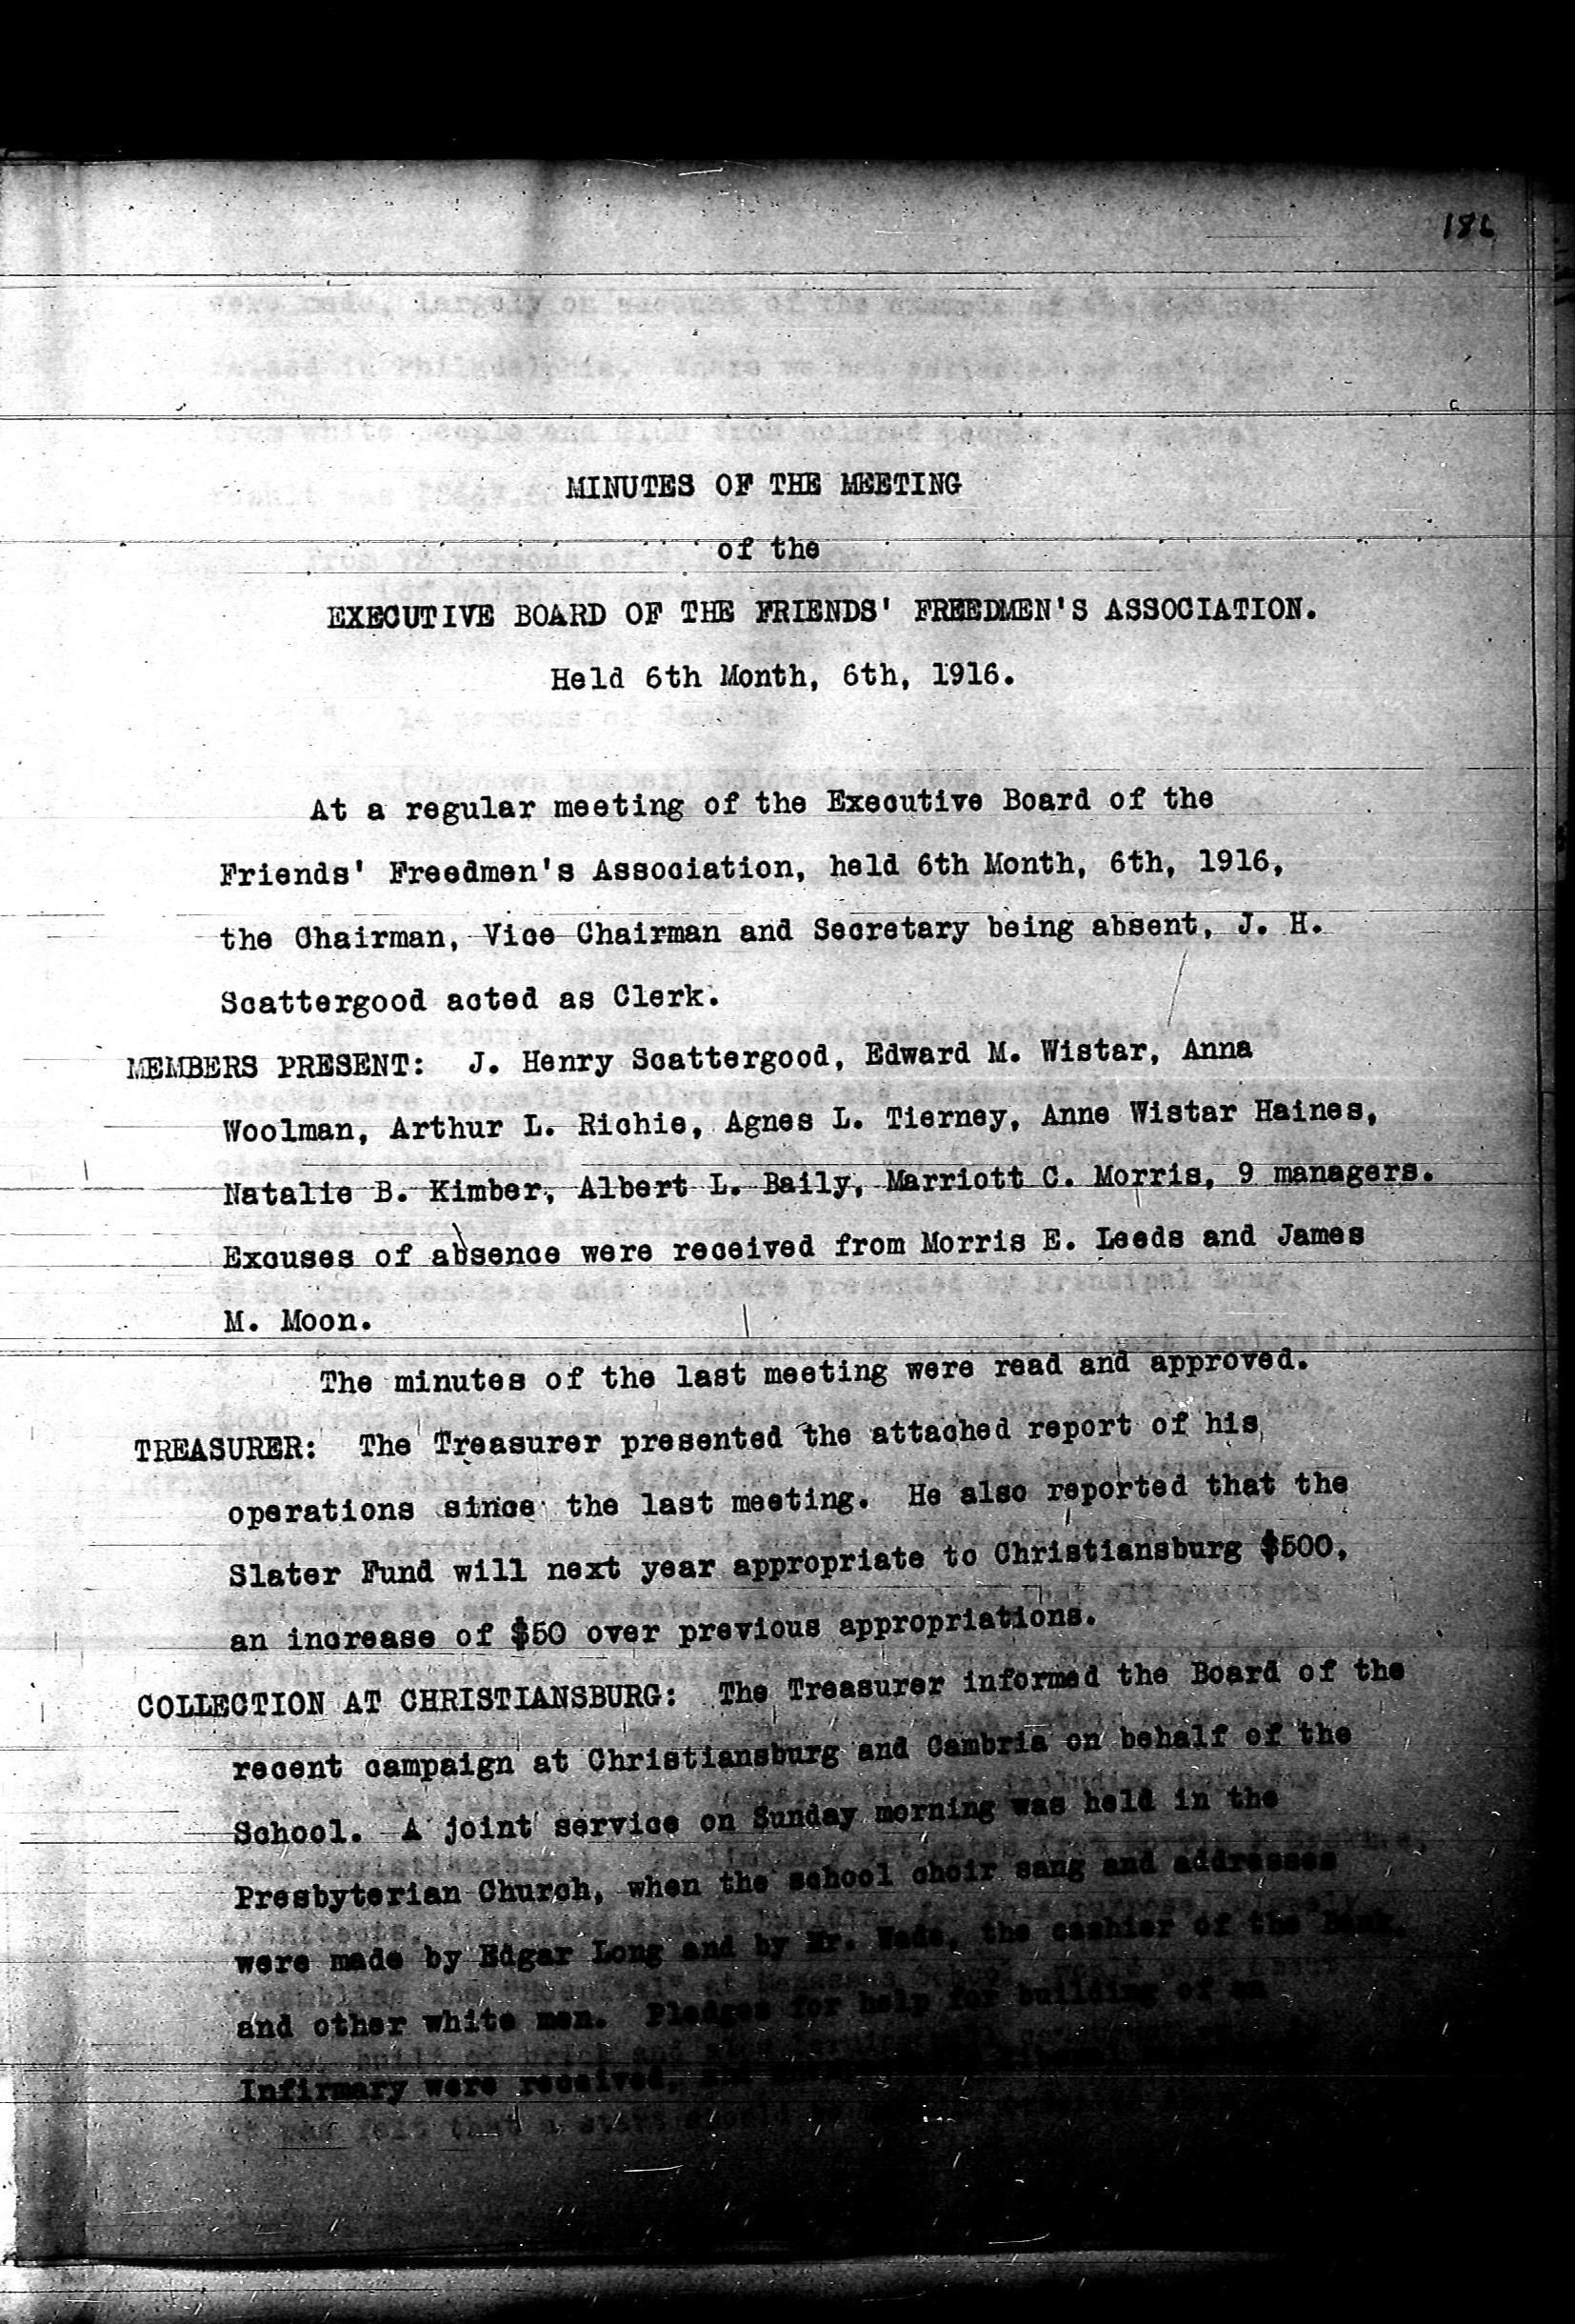 186
MINUTES OF THE MEETING
of the
EXECUTIVE BOARD OF THE FRIENDS' FREEDMEN'S ASSOCIATION.
Held 6th Month, 6th, 1916.
At a regular meeting of the Executive Board of the
Friends' Freedmen's Association, held 6th Month, 6th, 1916,
the Chairman, Vice Chairman and Secretary being absent, J. H.
Scattergood acted as Clerk.
MEMBERS PRESENT: J. Henry Scattergood, Edward M. Wistar, Anna
Woolman, Arthur L. Richie, Agnes L. Tierney, Anne Wistar Haines,
Natalie B. Kimber, Albert L. Baily, Marriott C. Morris, 9 managers.
Excuses of absence were received from Morris E. Leeds and James
M. Moon.
The minutes of the last meeting were read and approved.
TREASURER: The Treasurer presented the attached report of his
operations since the last meeting. He also reported that the
Slater Fund will next year appropriate to Christiansburg $500,
an increase of $50 over previous appropriations.
COLLECTION AT CHRISTIANSBURG: The Treasurer informed the Board of the
recent campaign at Christiansburg and Cambria on behalf of the
School. A joint service on Sunday morning was held in the
Presbyterian Church, when the school choir sang and addresses
were made by Edgar Long and by Mr. Wade, the cashier of the Bank,
and other white men. Pledges for help for building of an
Infirmary were received,